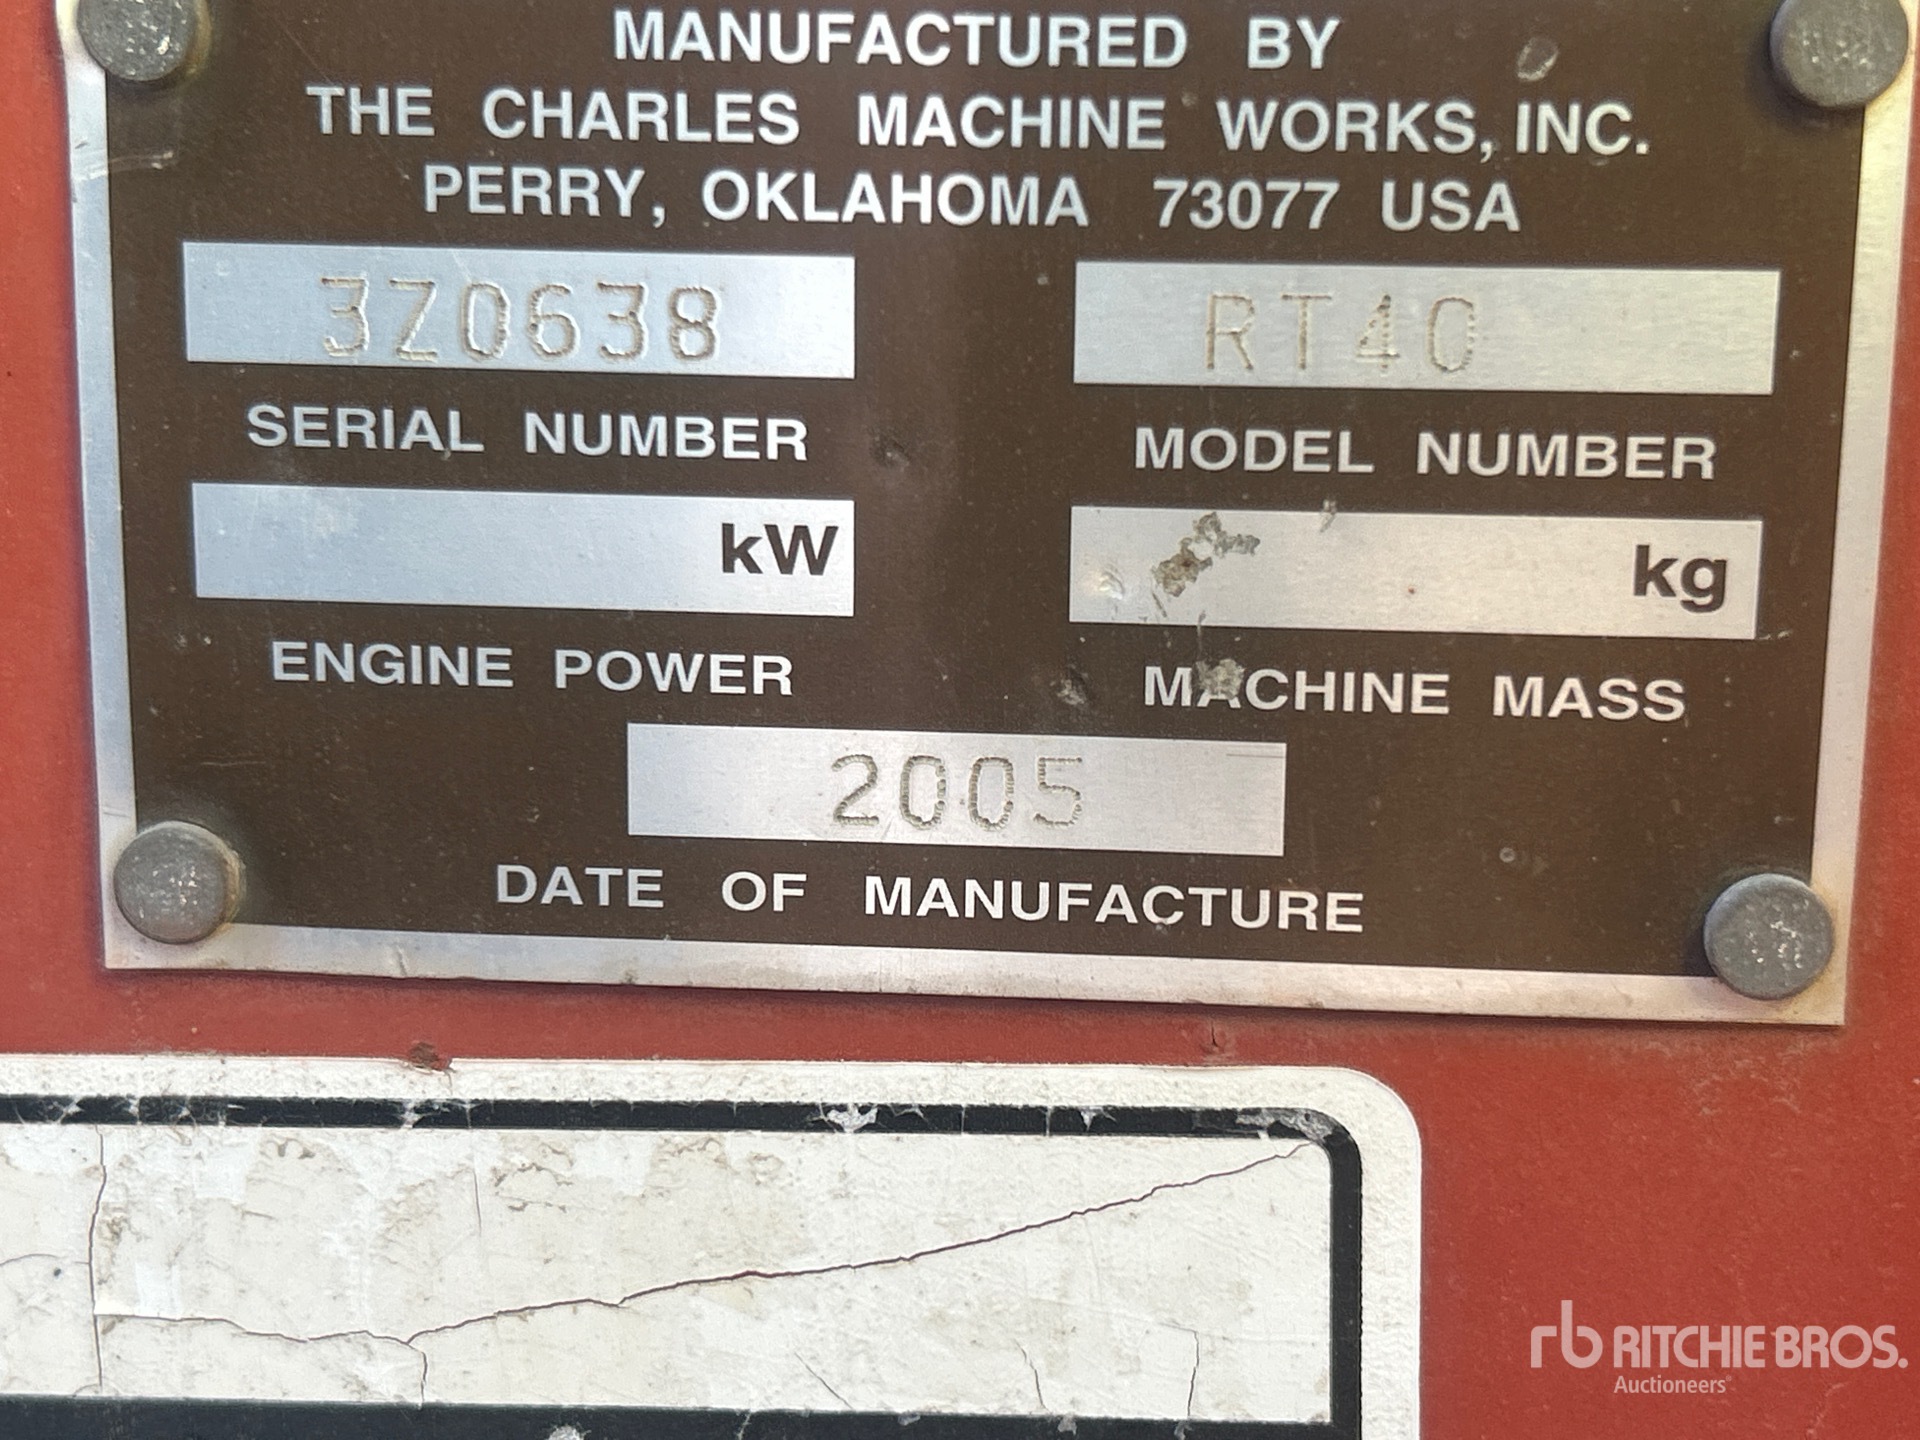 MANUFACTURED BY
THE CHARLES MACHINE WORKS, INC.
PERRY, OKLAHOMA 73077 USA
3Z0638 RT40
SERIAL NUMBER MODEL NUMBER
kW kg
ENGINE POWER MACHINE MASS
2005
DATE OF MANUFACTURE
rb RITCHIE BROS.
Auctioneers